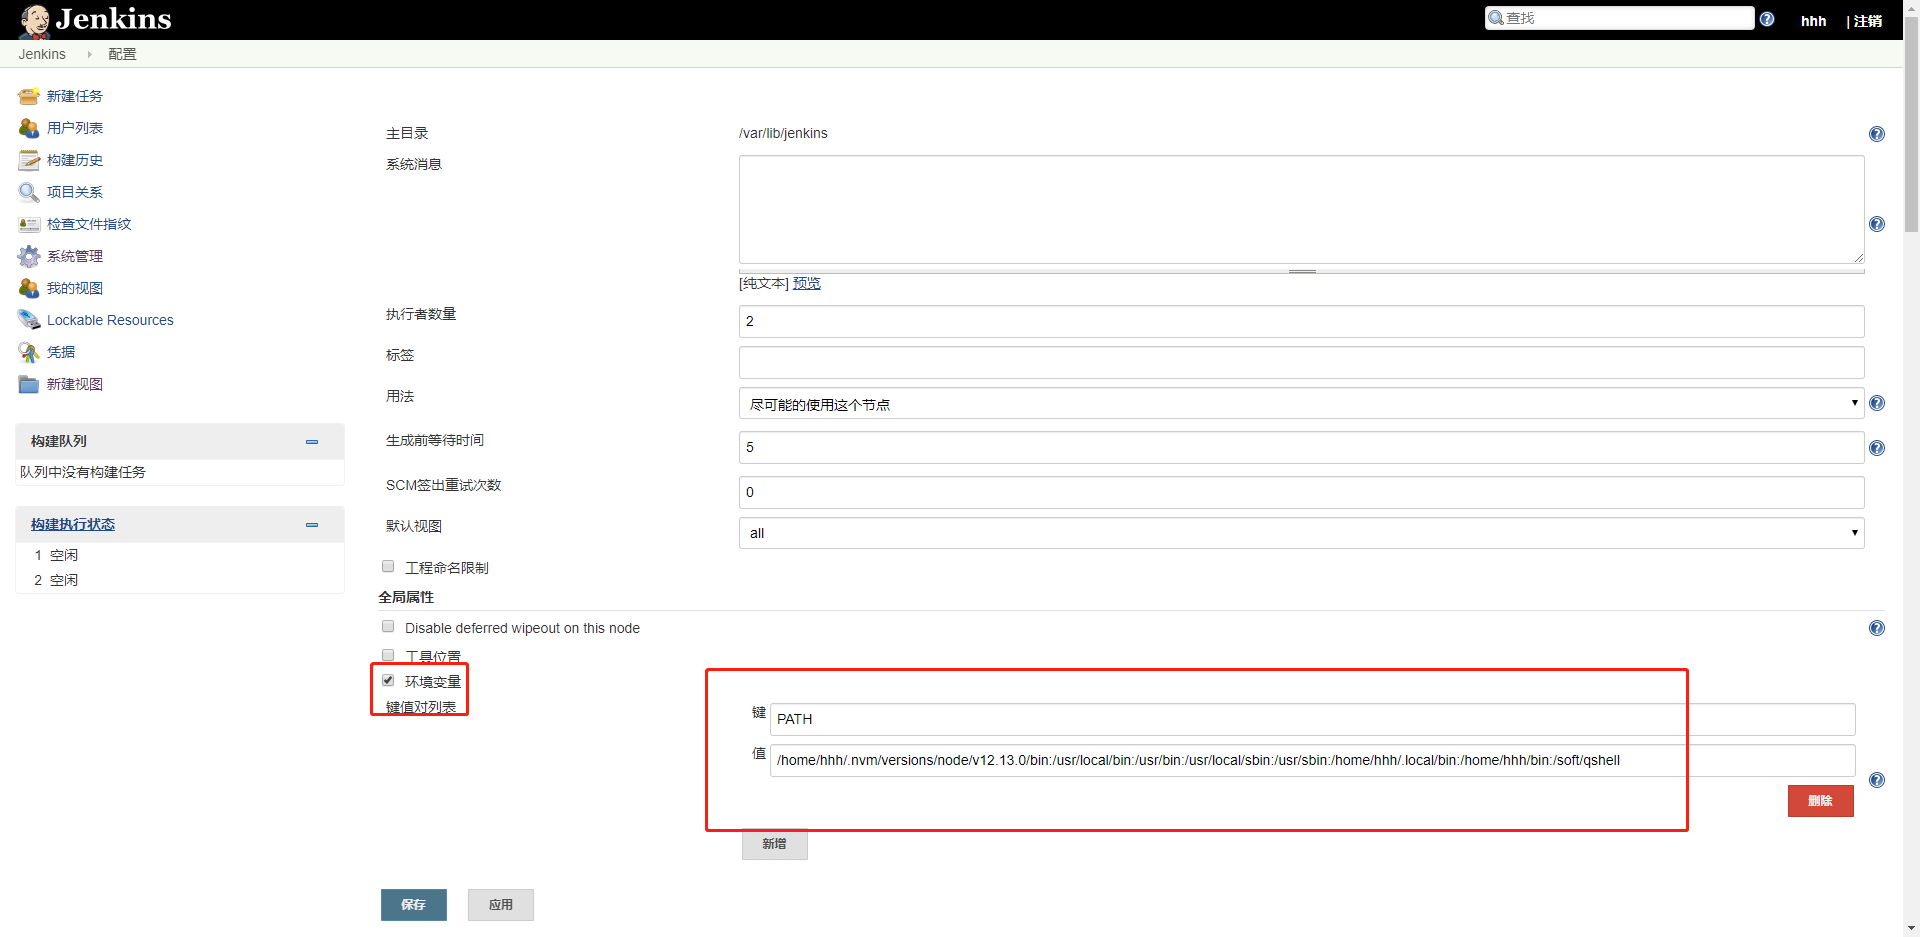 Jenkins
查找
hhh
| 注销
Jenkins
配置
新建任务
用户列表
构建历史
项目关系
检查文件指纹
系统管理
我的视图
Lockable Resources
凭据
新建视图
构建队列
队列中没有构建任务
构建执行状态
1 空闲
2 空闲
主目录
/var/lib/jenkins
系统消息
[纯文本] 预览
执行者数量
2
标签
用法
尽可能的使用这个节点
生成前等待时间
5
SCM签出重试次数
0
默认视图
all
工程命名限制
全局属性
Disable deferred wipeout on this node
工具位置
环境变量
键值对列表
键
PATH
值
/home/hhh/.nvm/versions/node/v12.13.0/bin:/usr/local/bin:/usr/bin:/usr/local/sbin:/usr/sbin:/home/hhh/.local/bin:/home/hhh/bin:/soft/qshell
删除
新增
保存
应用